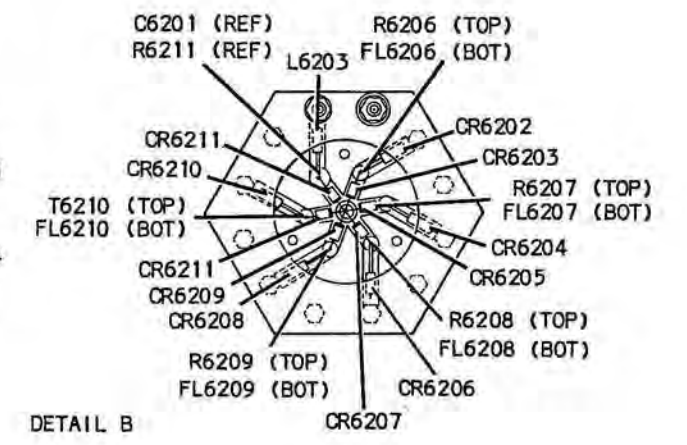 C6201 (REF)
R6211 (REF)
L6203
R6206 (TOP)
FL6206 (BOT)
CR6211
CR6210
CR6202
CR6203
T6210 (TOP)
FL6210 (BOT)
R6207 (TOP)
FL6207 (BOT)
CR6204
CR6205
CR6211
CR6209
CR6208
R6208 (TOP)
FL6208 (BOT)
R6209 (TOP)
FL6209 (BOT)
CR6206
CR6207
DETAIL B